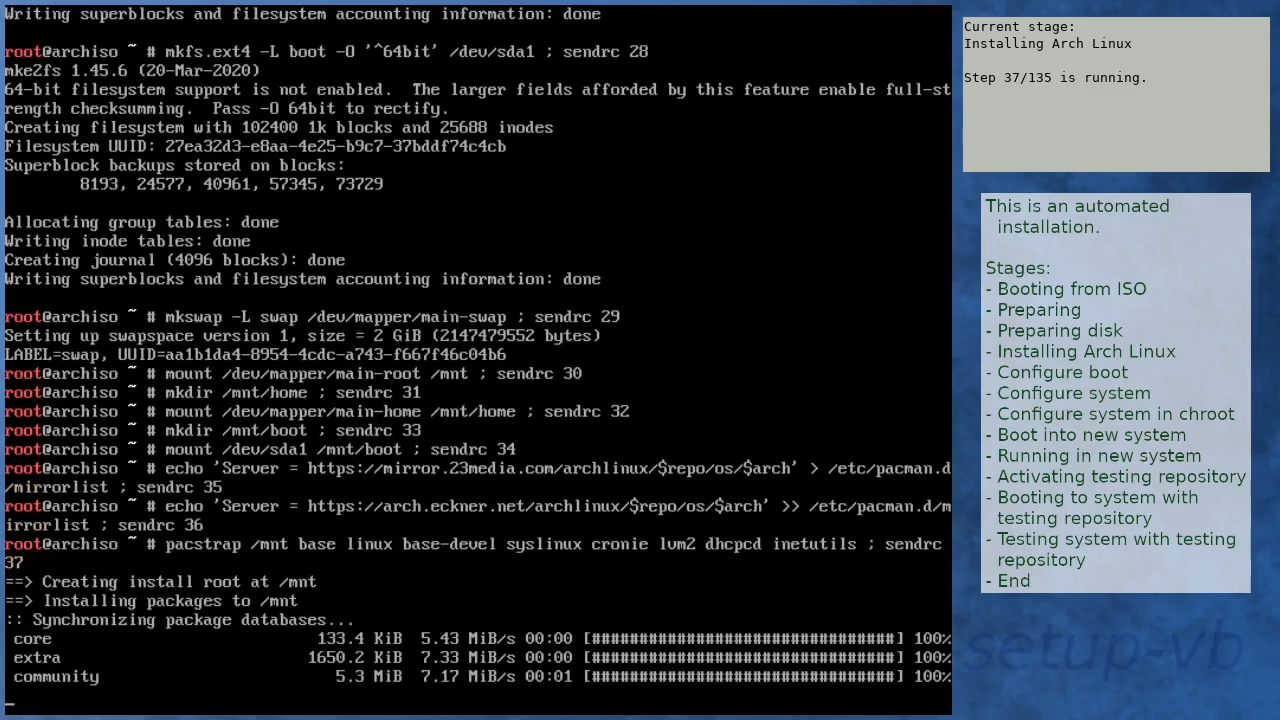 Writing superblocks and filesystem accounting information: done
root@archiso ~ # mkfs.ext4 -L boot -O '^64bit' /dev/sda1 ; sendrc 28
mke2fs 1.45.6 (20-Mar-2020)
64-bit filesystem support is not enabled.  The larger fields afforded by this feature enable full-st
rength checksumming.  Pass -O 64bit to rectify.
Creating filesystem with 102400 1k blocks and 25688 inodes
Filesystem UUID: 27ea32d3-e8aa-4e25-b9c7-37bddf74c4cb
Superblock backups stored on blocks:
        8193, 24577, 40961, 57345, 73729
Allocating group tables: done
Writing inode tables: done
Creating journal (4096 blocks): done
Writing superblocks and filesystem accounting information: done
root@archiso ~ # mkswap -L swap /dev/mapper/main-swap ; sendrc 29
Setting up swapspace version 1, size = 2 GiB (2147479552 bytes)
LABEL=swap, UUID=aa1b1da4-8954-4cdc-a743-f667f46c04b6
root@archiso ~ # mount /dev/mapper/main-root /mnt ; sendrc 30
root@archiso ~ # mkdir /mnt/home ; sendrc 31
root@archiso ~ # mount /dev/mapper/main-home /mnt/home ; sendrc 32
root@archiso ~ # mkdir /mnt/boot ; sendrc 33
root@archiso ~ # mount /dev/sda1 /mnt/boot ; sendrc 34
root@archiso ~ # echo 'Server = https://mirror.23media.com/archlinux/$repo/os/$arch' > /etc/pacman.d
/mirrorlist ; sendrc 35
root@archiso ~ # echo 'Server = https://arch.eckner.net/archlinux/$repo/os/$arch' >> /etc/pacman.d/m
irrorlist ; sendrc 36
root@archiso ~ # pacstrap /mnt base linux base-devel syslinux cronie lvm2 dhcpcd inetutils ; sendrc
37
==> Creating install root at /mnt
==> Installing packages to /mnt
:: Synchronizing package databases...
 core                            133.4 KiB  5.43 MiB/s 00:00 [################################] 100%
 extra                          1650.2 KiB  7.33 MiB/s 00:00 [################################] 100%
 community                         5.3 MiB  7.17 MiB/s 00:01 [################################] 100%
Current stage:
Installing Arch Linux
Step 37/135 is running.
This is an automated
installation.
Stages:
- Booting from ISO
- Preparing
- Preparing disk
- Installing Arch Linux
- Configure boot
- Configure system
- Configure system in chroot
- Boot into new system
- Running in new system
- Activating testing repository
- Booting to system with
testing repository
- Testing system with testing
repository
- End
setup-vb